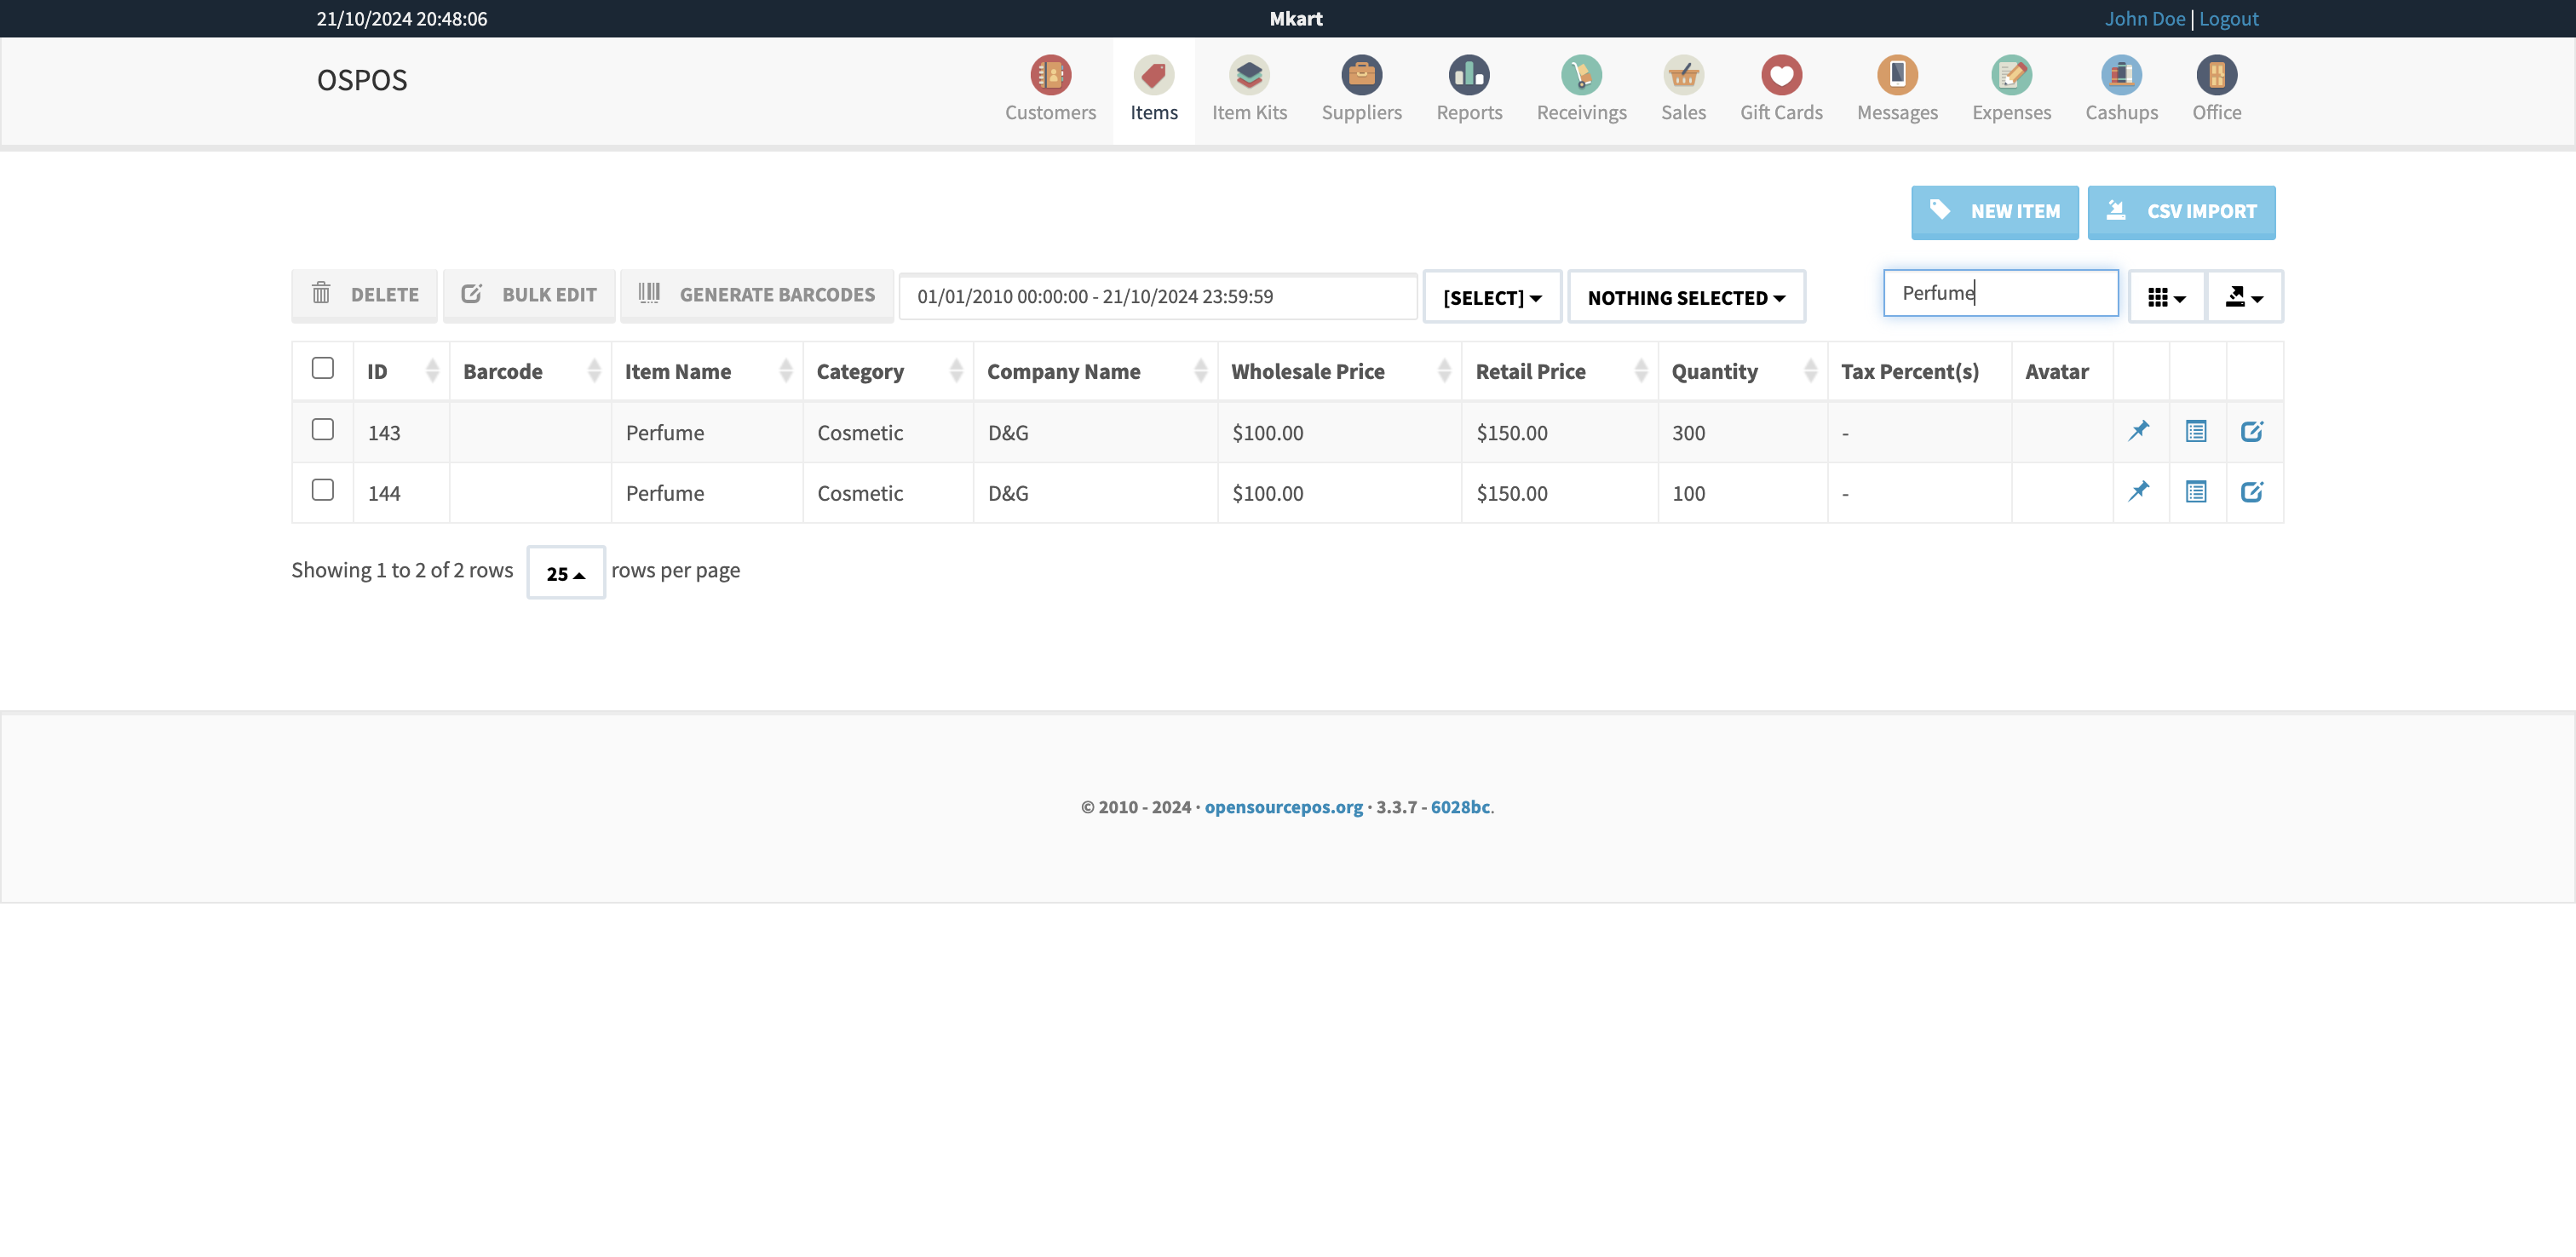 21/10/2024 20:48:06 Mkart John Doe | Logout
OSPOS Customers Items Item Kits Suppliers Reports Receivings Sales Gift Cards Messages Expenses Cashups Office
NEW ITEM CSV IMPORT
DELETE BULK EDIT GENERATE BARCODES 01/01/2010 00:00:00 - 21/10/2024 23:59:59 [SELECT] NOTHING SELECTED Perfume
ID Barcode Item Name Category Company Name Wholesale Price Retail Price Quantity Tax Percent(s) Avatar
143 Perfume Cosmetic D&G $100.00 $150.00 300 -
144 Perfume Cosmetic D&G $100.00 $150.00 100 -
Showing 1 to 2 of 2 rows 25 rows per page
© 2010 - 2024 · opensourcepos.org · 3.3.7 - 6028bc.